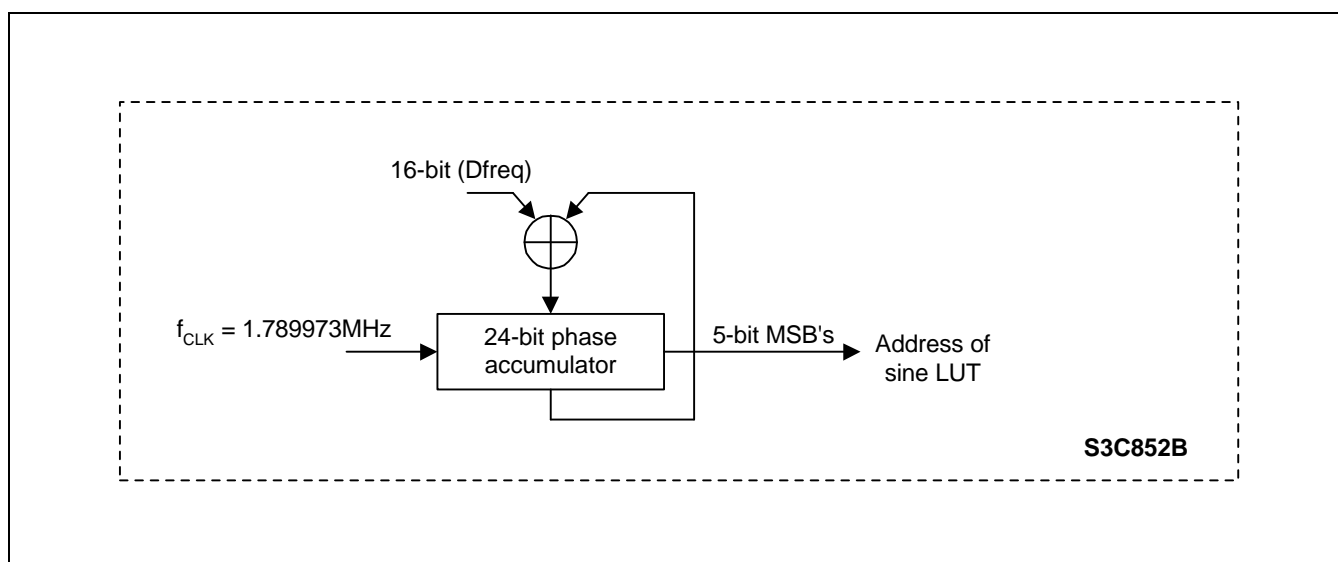 16-bit (Dfreq)
fCLK = 1.789973MHz
24-bit phase
accumulator
5-bit MSB's
Address of
sine LUT
S3C852B